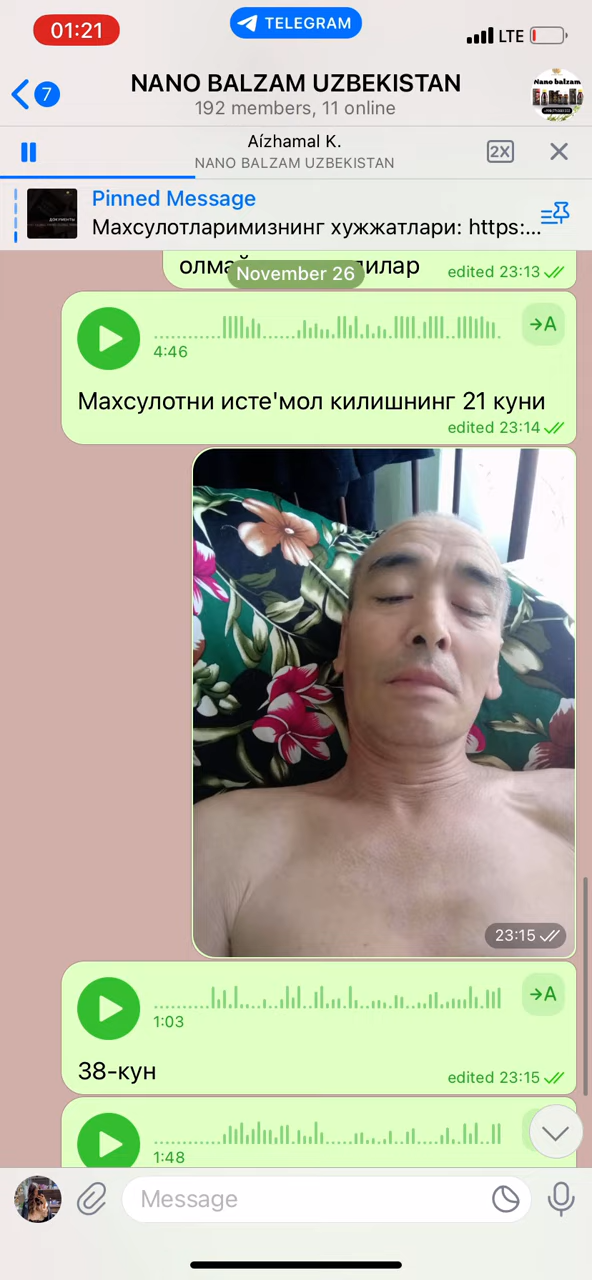 01:21
TELEGRAM
LTE
7
NANO BALZAM UZBEKISTAN
192 members, 11 online
Nano balzam
Aízhamal K.
NANO BALZAM UZBEKISTAN
2X
Pinned Message
Махсулотларимизнинг хужжатлари: https:...
November 26
edited 23:13
4:46
A
Махсулотни исте'мол килишнинг 21 куни
edited 23:14
23:15
1:03
A
38-кун
edited 23:15
1:48
Message